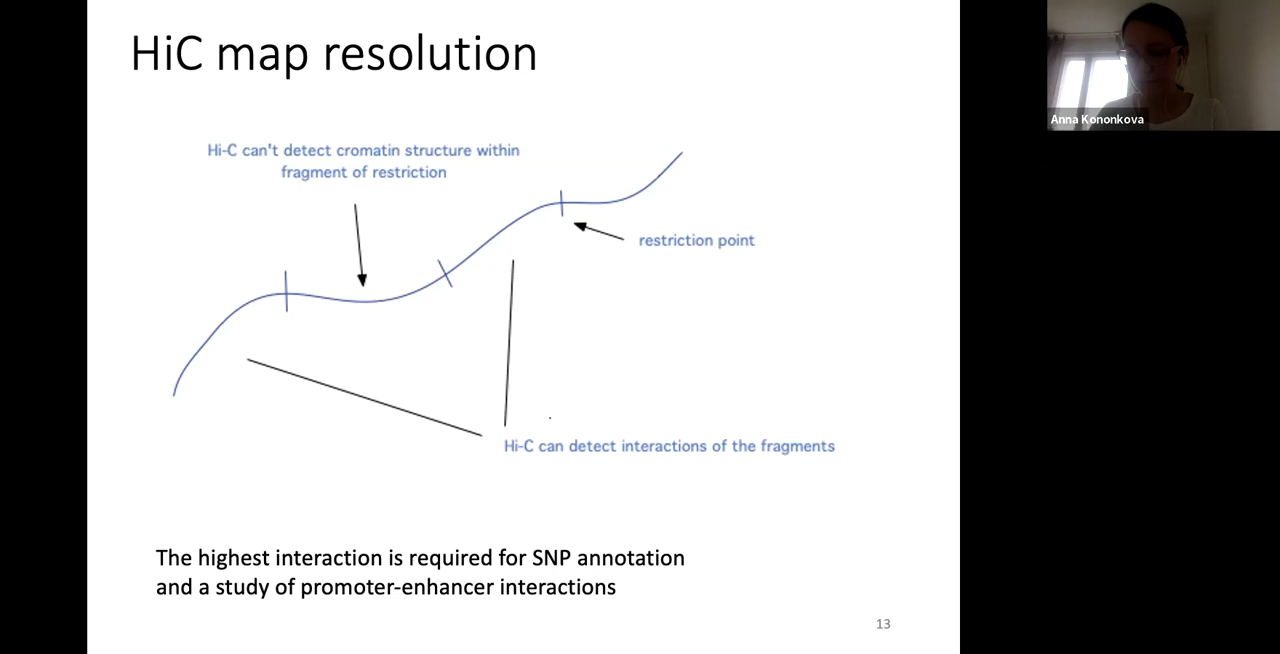 HiC map resolution
Anna Kononkova
Hi-C can't detect cromatin structure within
fragment of restriction
restriction point
Hi-C can detect interactions of the fragments
The highest interaction is required for SNP annotation
and a study of promoter-enhancer interactions
13